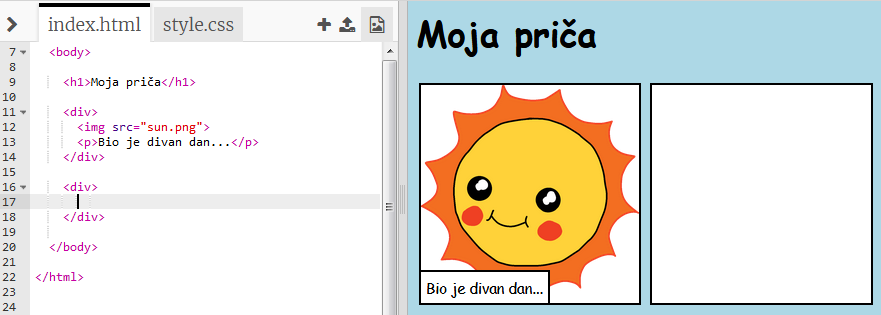 index.html style.css
7 <body>
8
9 <h1>Moja priča</h1>
10
11 <div>
12 <img src="sun.png">
13 <p>Bio je divan dan...</p>
14 </div>
15
16 <div>
17
18 </div>
19
20 </body>
21
22 </html>
23
24
Moja priča
Bio je divan dan...